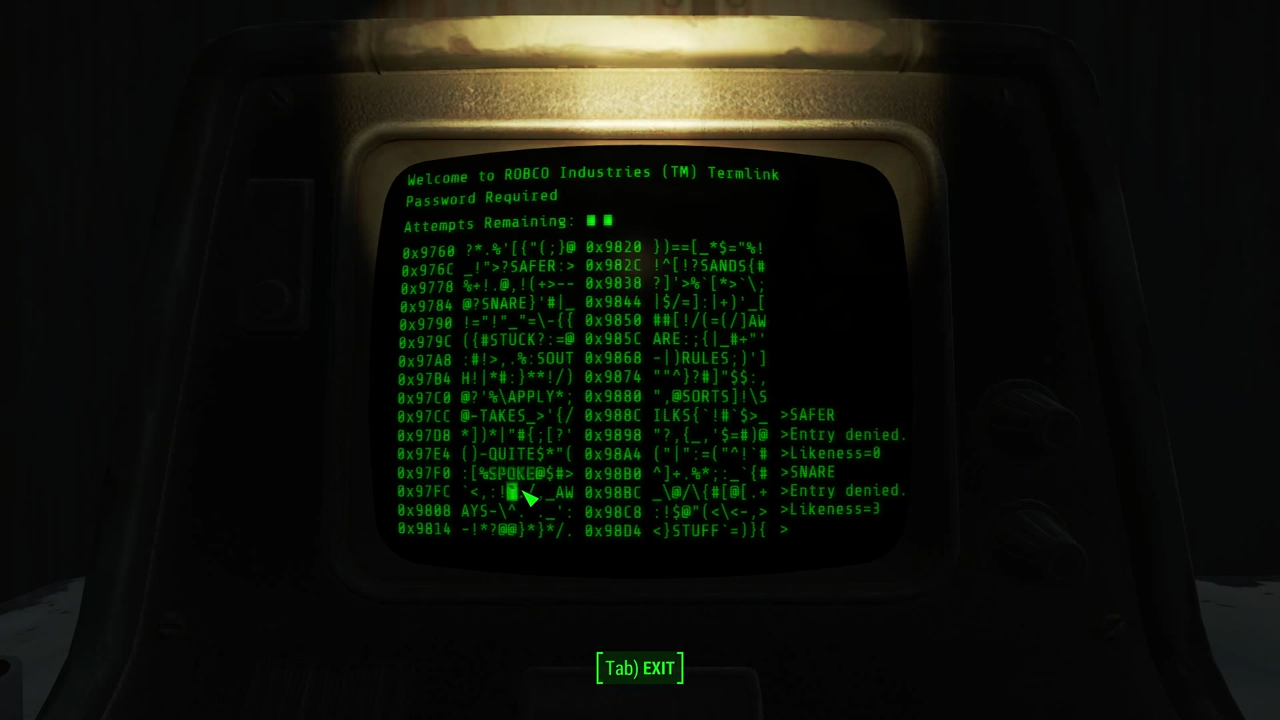 Welcome to ROBCO Industries (TM) Termlink
Password Required
Attempts Remaining: ■ ■
0x9760 ?*.%'[{"(;}@ 0x9820 })==[_*$="%!
0x976C _!">?SAFER:> 0x982C !^[!?SANDS{#
0x9778 %+!.@,!(+>-- 0x9838 ?]'>%`[*>`\;
0x9784 @?SNARE}'#|_ 0x9844 |$/=]:|+)'_[
0x9790 !="!"_"=\-{{ 0x9850 ##[!/(=(/]AW
0x979C ({#STUCK?:=@ 0x985C ARE:;{|_#+"'
0x97A8 :#!>,.%:SOUT 0x9868 -|)RULES;)']
0x97B4 H!|*#:}**!/) 0x9874 ""^}?#]"$$:,
0x97C0 @?'%\APPLY*; 0x9880 ",@SORTS]!\S
0x97CC @-TAKES_>'{/ 0x988C ILKS{`!#`$>_ >SAFER
0x97D8 *])*|"#{;[?' 0x9898 "?,{_,'$=#)@ >Entry denied.
0x97E4 ()-QUITE$*"( 0x98A4 ("|":=("^!`# >Likeness=0
0x97F0 :[%SPOKE@$#> 0x98B0 ^]+.%*;:_`{# >SNARE
0x97FC `<,:! ./,_AW 0x98BC _\@/\{#[@[.+ >Entry denied.
0x9808 AYS-\^. ._': 0x98C8 :!$@"(<\<-,> >Likeness=3
0x9814 -!*?@@}*}*/. 0x98D4 <}STUFF`=)}{ >
[Tab) EXIT]